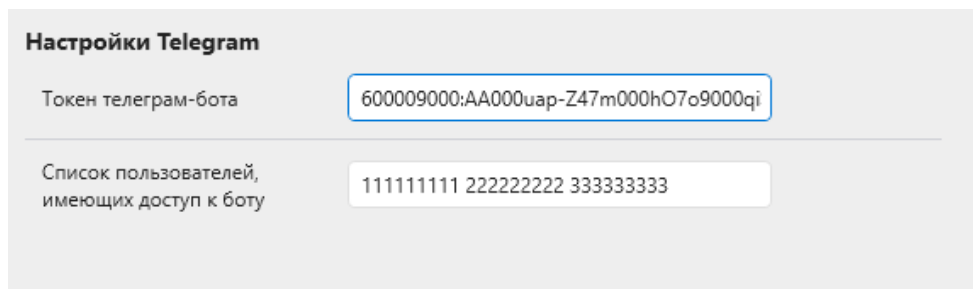 Настройки Telegram
Токен телеграм-бота
600009000:AA000uap-Z47m000hO7o9000qi
Список пользователей,
имеющих доступ к боту
111111111 222222222 333333333